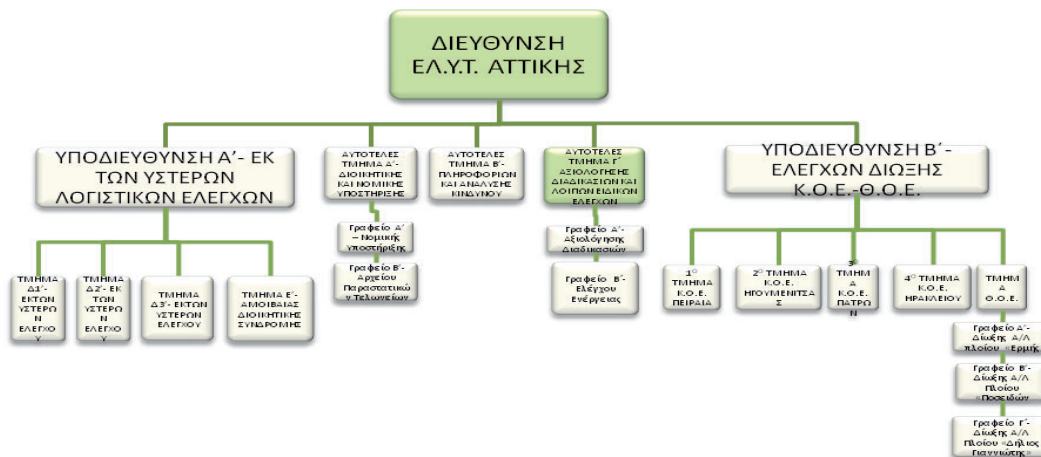 ΔΙΕΥΘΥΝΣΗ
ΕΛ.Υ.Τ. ΑΤΤΙΚΗΣ
ΥΠΟΔΙΕΥΘΥΝΣΗ Α΄- ΕΚ
ΤΩΝ ΥΣΤΕΡΩΝ
ΛΟΓΙΣΤΙΚΩΝ ΕΛΕΓΧΩΝ
ΑΥΤΟΤΕΛΕΣ
ΤΜΗΜΑ Α΄-
ΔΙΟΙΚΗΤΙΚΗΣ
ΚΑΙ ΝΟΜΙΚΗΣ
ΥΠΟΣΤΗΡΙΞΗΣ
ΑΥΤΟΤΕΛΕΣ
ΤΜΗΜΑ Β΄-
ΠΛΗΡΟΦΟΡΙΩΝ
ΚΑΙ ΑΝΑΛΥΣΗΣ
ΚΙΝΔΥΝΟΥ
ΑΥΤΟΤΕΛΕΣ
ΤΜΗΜΑ Γ΄
ΑΞΙΟΛΟΓΗΣΗΣ
ΔΙΑΔΙΚΑΣΙΩΝ ΚΑΙ
ΛΟΙΠΩΝ ΕΙΔΙΚΩΝ
ΕΛΕΓΧΩΝ
ΥΠΟΔΙΕΥΘΥΝΣΗ Β΄-
ΕΛΕΓΧΩΝ ΔΙΩΞΗΣ
Κ.Ο.Ε.-Θ.Ο.Ε.
ΤΜΗΜΑ
Δ1΄-
ΕΚ ΤΩΝ
ΥΣΤΕΡΩ
Ν
ΕΛΕΓΧΟ
Υ
ΤΜΗΜΑ
Δ2΄- ΕΚ
ΤΩΝ
ΥΣΤΕΡΩ
Ν
ΕΛΕΓΧΟ
Υ
ΤΜΗΜΑ
Δ3΄- ΕΚ ΤΩΝ
ΥΣΤΕΡΩΝ
ΕΛΕΓΧΟΥ
ΤΜΗΜΑ Ε΄-
ΑΜΟΙΒΑΙΑΣ
ΔΙΟΙΚΗΤΙΚΗΣ
ΣΥΝΔΡΟΜΗΣ
Γραφείο Α΄
– Νομικής
Υποστήριξης
Γραφείο Β΄-
Αρχείου
Παραστατικώ
ν Τελωνείων
Γραφείο Α΄-
Αξιολόγησης
Διαδικασιών
Γραφείο Β΄-
Ελέγχου
Ενέργειας
1ο
ΤΜΗΜΑ
Κ.Ο.Ε.
ΠΕΙΡΑΙΑ
2ο ΤΜΗΜΑ
Κ.Ο.Ε.
ΗΓΟΥΜΕΝΙΤΣΑ
Σ
3ο
ΤΜΗΜ
Α
Κ.Ο.Ε.
ΠΑΤΡΩ
Ν
4ο ΤΜΗΜΑ
Κ.Ο.Ε.
ΗΡΑΚΛΕΙΟΥ
ΤΜΗΜ
Α
Θ.Ο.Ε.
Γραφείο Α΄-
Δίωξης Λ/Λ
πλοίου «Ερμής
Γραφείο Β΄-
Δίωξης Λ/Λ
Πλοίου
«Ποσειδών
Γραφείο Γ΄-
Δίωξης Λ/Λ
Πλοίου «Δήλιος
Γιαννιώτης»